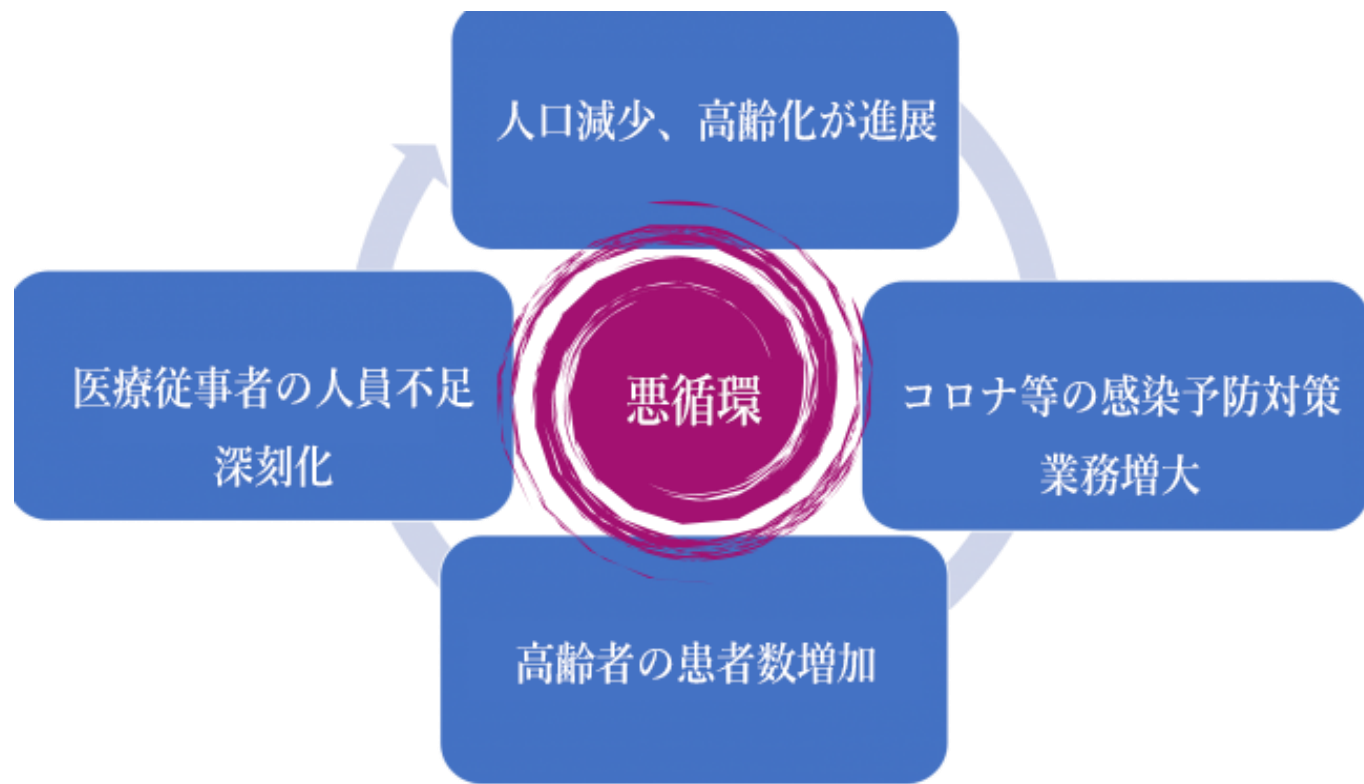 人口減少、高齢化が進展
医療従事者の人員不足
深刻化
悪循環
コロナ等の感染予防対策
業務増大
高齢者の患者数増加